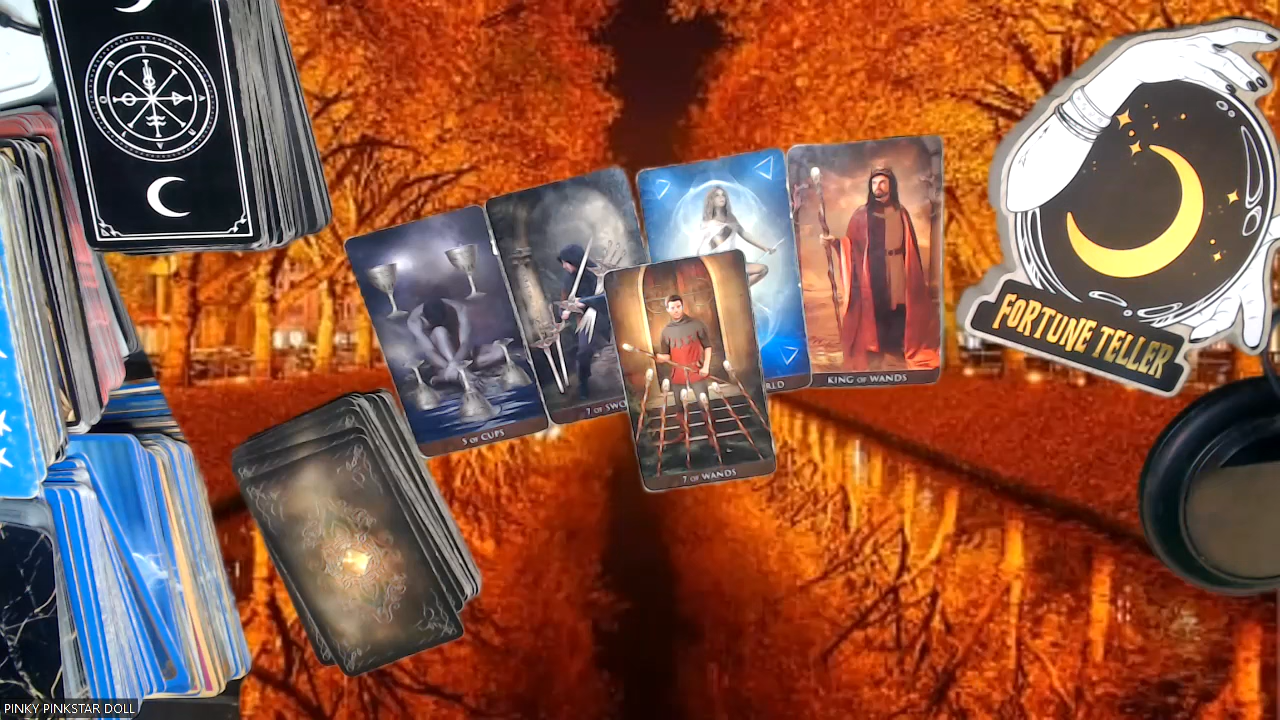 5 OF CUPS
7 OF SWO
RLD
KING OF WANDS
7 OF WANDS
FORTUNE TELLER
PINKY PINKSTAR DOLL